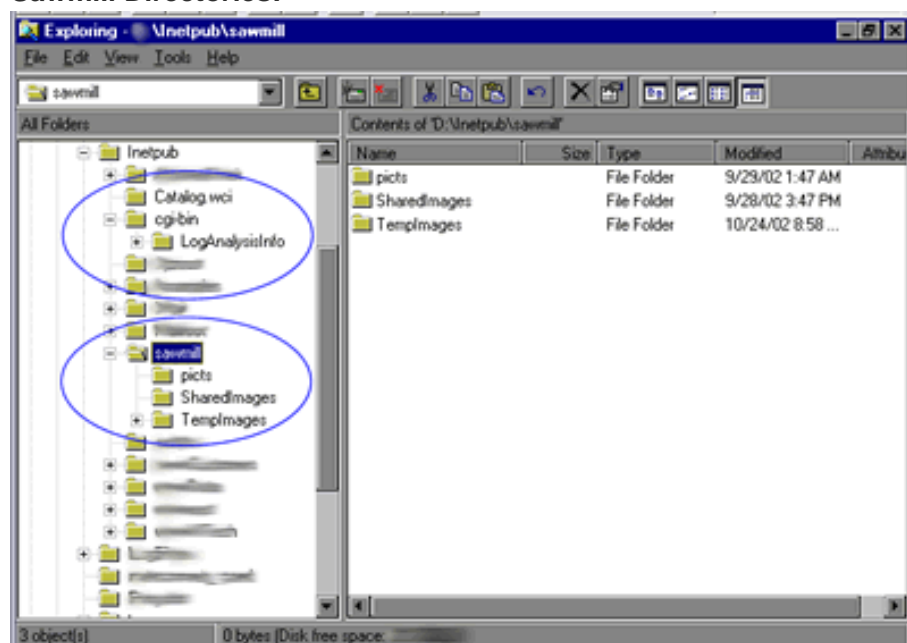 Sawmill Directories:
Exploring - \Inetpub\sawmill
File Edit View Tools Help
sawmill
All Folders
Contents of 'D:\Inetpub\sawmill'
Name Size Type Modified Attribu
Inetpub
Catalog.wci
cgi-bin
LogAnalysisInfo
sawmill
picts
SharedImages
TempImages
picts File Folder 9/29/02 1:47 AM
SharedImages File Folder 9/28/02 3:47 PM
TempImages File Folder 10/24/02 8:58 ...
3 object(s)
0 bytes (Disk free space: